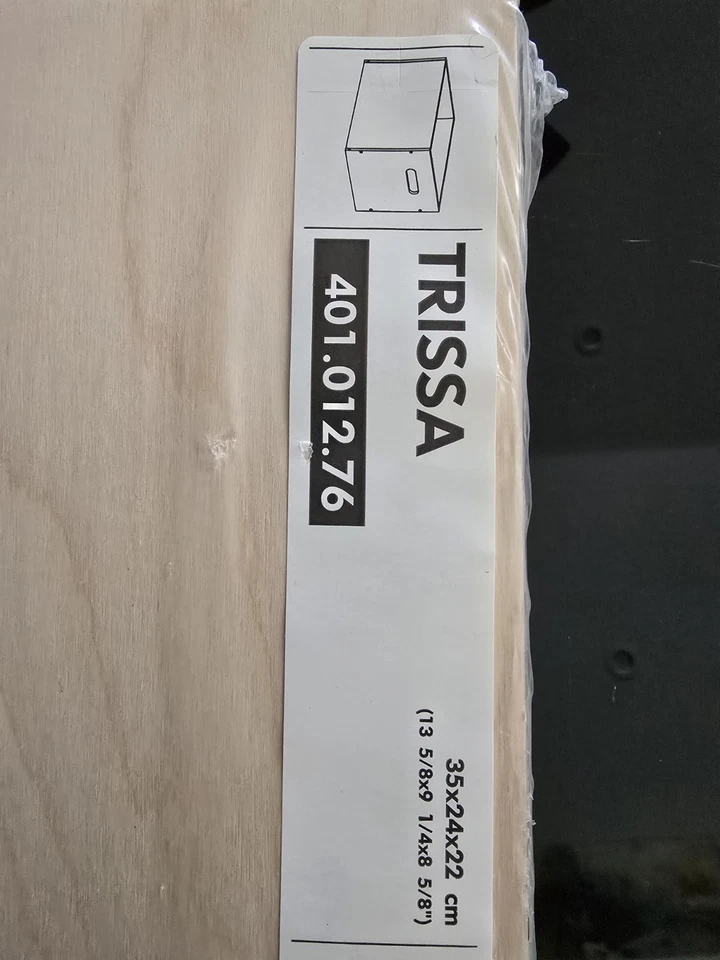 TRISSA
401.012.76
35x24x22 cm
(13 5/8x9 1/4x8 5/8")